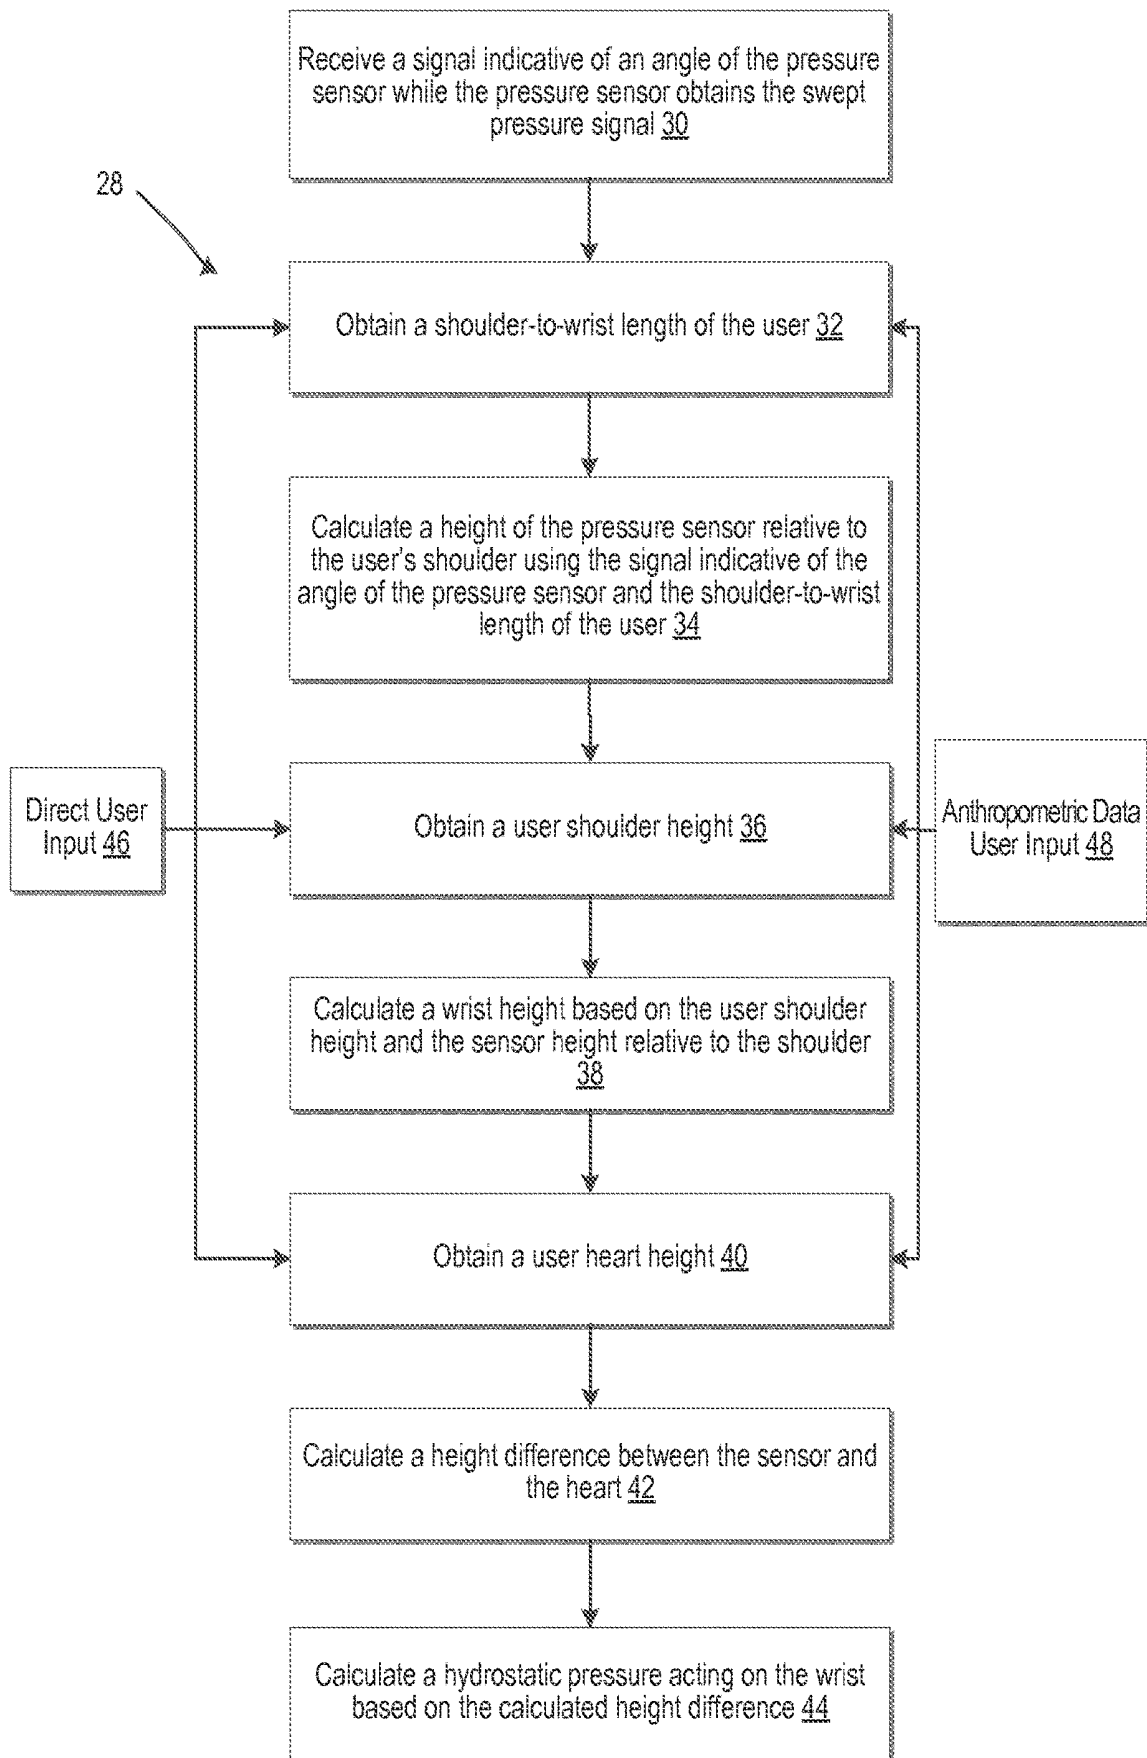 Receive a signal indicative of an angle of the pressure
sensor while the pressure sensor obtains the swept
pressure signal 30
28
Obtain a shoulder-to-wrist length of the user 32
Calculate a height of the pressure sensor relative to
the user's shoulder using the signal indicative of the
angle of the pressure sensor and the shoulder-to-wrist
length of the user 34
Direct User
Input 46
Obtain a user shoulder height 36
Anthropometric Data
User Input 48
Calculate a wrist height based on the user shoulder
height and the sensor height relative to the shoulder
38
Obtain a user heart height 40
Calculate a height difference between the sensor and
the heart 42
Calculate a hydrostatic pressure acting on the wrist
based on the calculated height difference 44